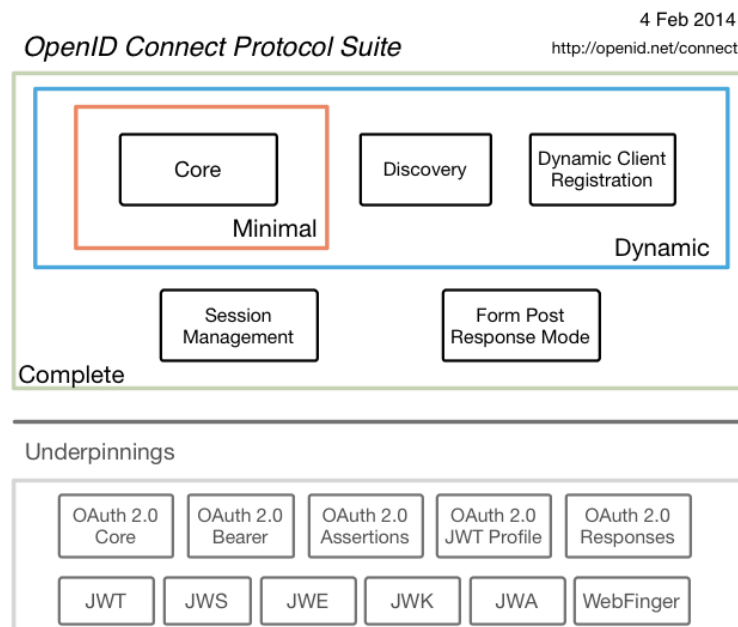 4 Feb 2014
OpenID Connect Protocol Suite
http://openid.net/connect
Core
Discovery
Dynamic Client
Registration
Minimal
Dynamic
Session
Management
Form Post
Response Mode
Complete
Underpinnings
OAuth 2.0
Core
OAuth 2.0
Bearer
OAuth 2.0
Assertions
OAuth 2.0
JWT Profile
OAuth 2.0
Responses
JWT
JWS
JWE
JWK
JWA
WebFinger